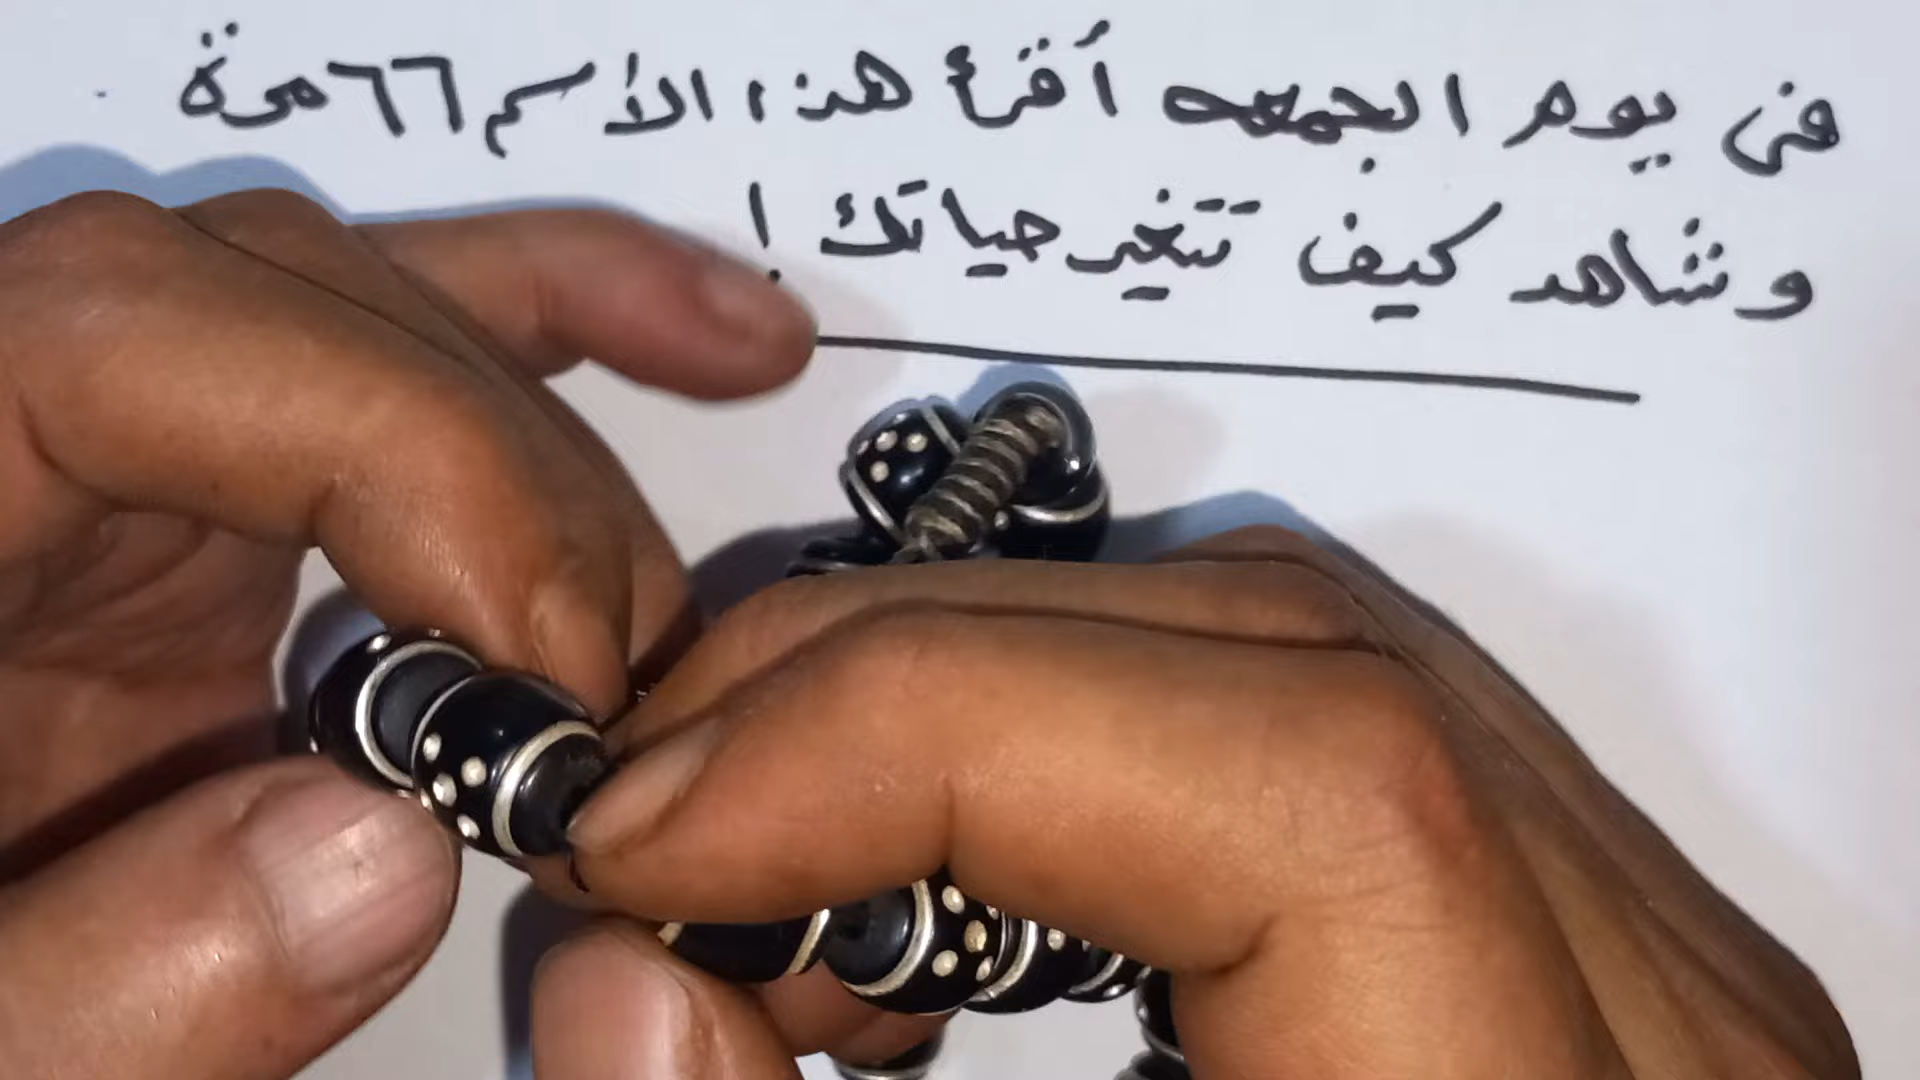 في يوم الجمعه أقرأ هذا الأسم ٦٦ مرة
وشاهد كيف تتغير حياتك !